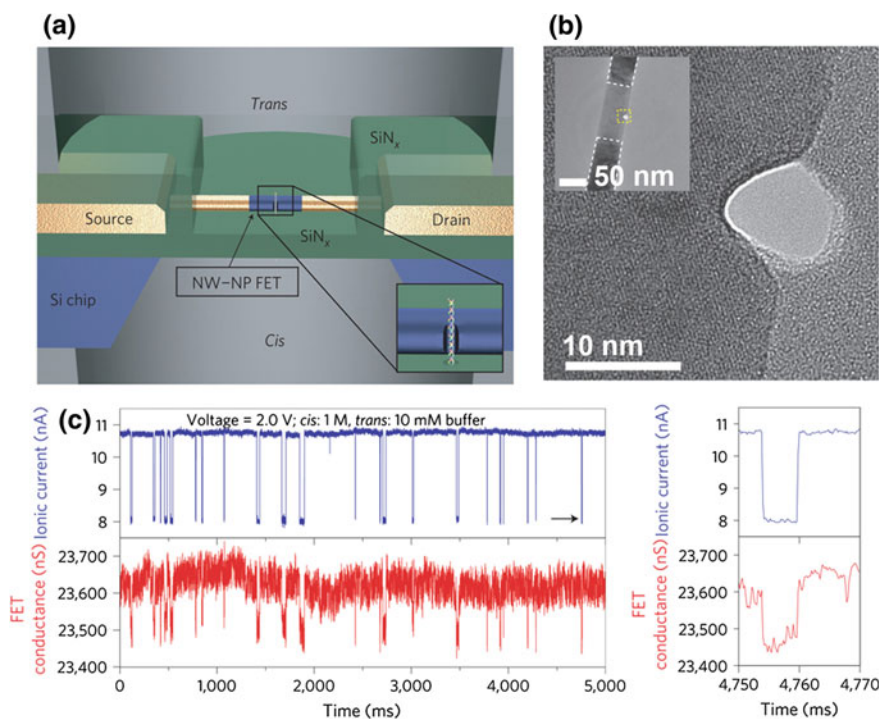 (a)
Trans
SiNx
Source
Drain
SiNx
NW–NP FET
Si chip
Cis
(b)
50 nm
10 nm
(c)
Voltage = 2.0 V; cis: 1 M, trans: 10 mM buffer
Ionic current (nA)
11
10
9
8
FET
conductance (nS)
23,700
23,600
23,500
23,400
0
1,000
2,000
3,000
4,000
5,000
Time (ms)
Ionic current (nA)
11
10
9
8
FET
conductance (nS)
23,700
23,600
23,500
23,400
4,750
4,760
4,770
Time (ms)